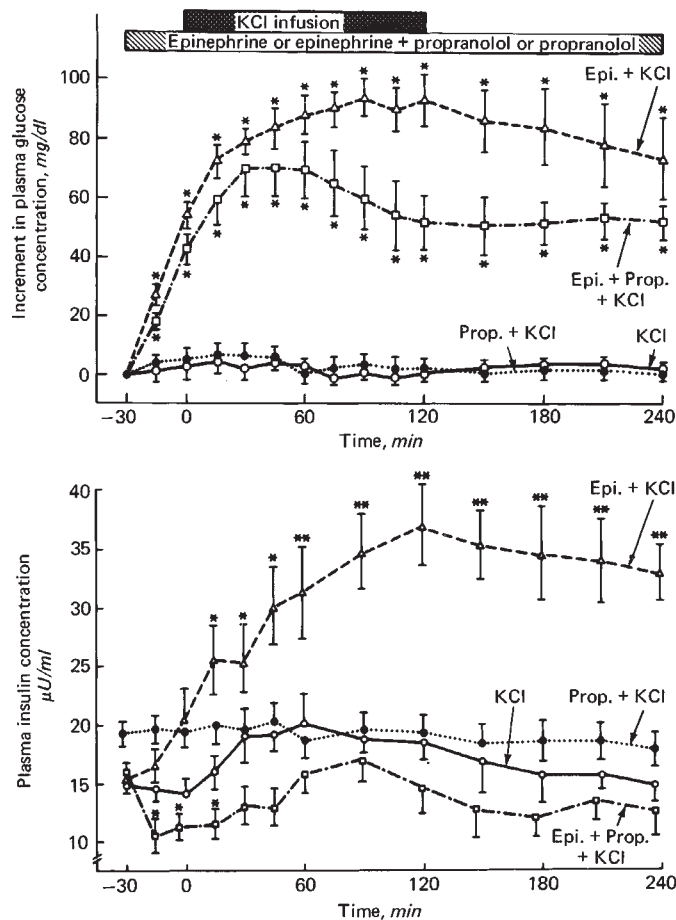 KCl infusion
Epinephrine or epinephrine + propranolol or propranolol
Increment in plasma glucose
concentration, mg/dl
100
80
60
40
20
0
Epi. + KCl
Epi. + Prop.
+ KCl
Prop. + KCl
KCl
−30
0
60
120
180
240
Time, min
Plasma insulin concentration
μU/ml
40
35
30
25
20
15
10
Epi. + KCl
KCl
Prop. + KCl
Epi. + Prop.
+ KCl
−30
0
60
120
180
240
Time, min